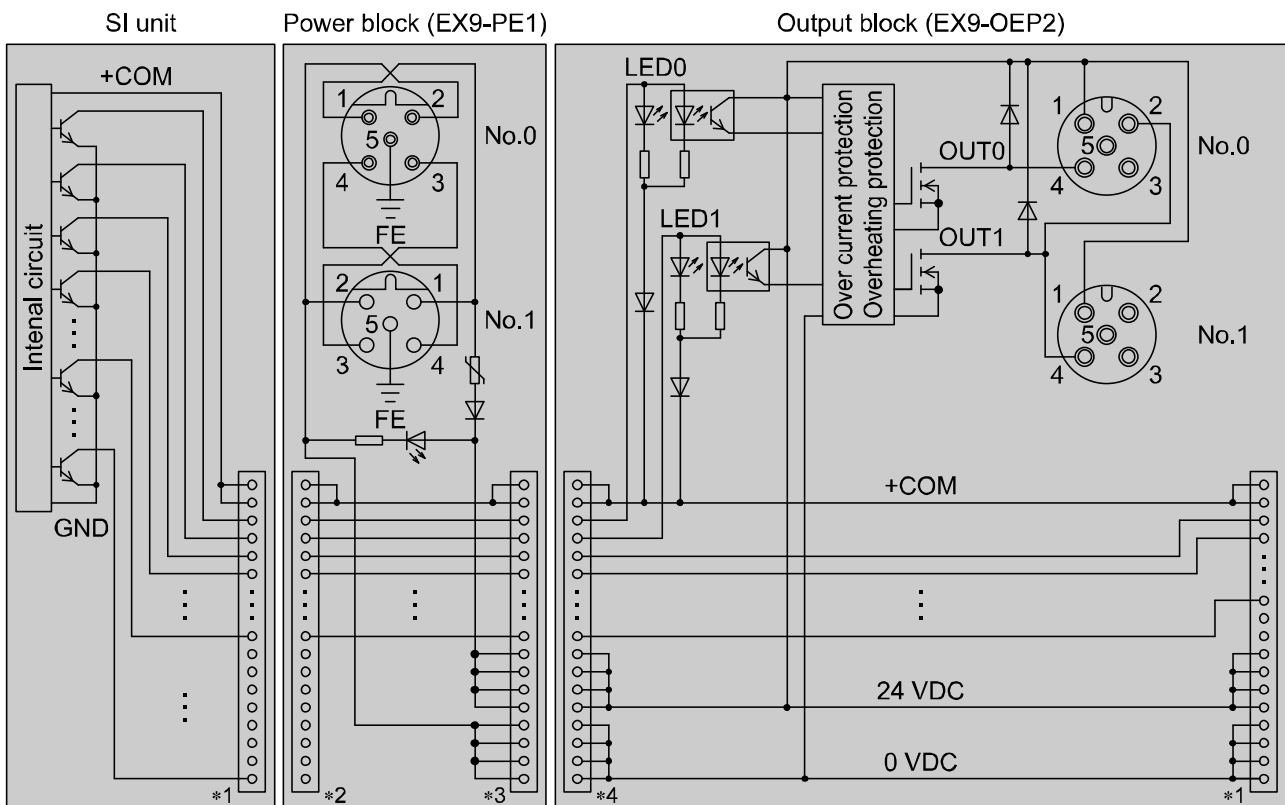 SI unit
Power block (EX9-PE1)
Output block (EX9-OEP2)
+COM
Intenal circuit
GND
*1
1
2
5
4
3
No.0
FE
2
1
5
3
4
No.1
FE
*2
*3
LED0
LED1
Over current protection
Overheating protection
OUT0
OUT1
1
2
5
4
3
No.0
1
2
5
4
3
No.1
+COM
24 VDC
0 VDC
*4
*1